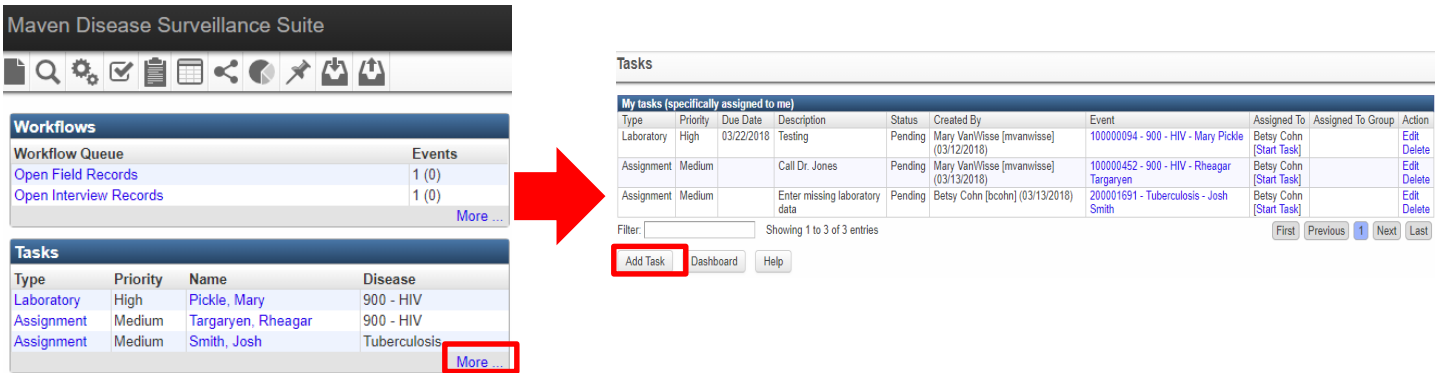 Maven Disease Surveillance Suite
Workflows
Workflow Queue Events
Open Field Records 1 (0)
Open Interview Records 1 (0)
More ...
Tasks
Type Priority Name Disease
Laboratory High Pickle, Mary 900 - HIV
Assignment Medium Targaryen, Rheagar 900 - HIV
Assignment Medium Smith, Josh Tuberculosis
More ...
Tasks
My tasks (specifically assigned to me)
Type Priority Due Date Description Status Created By Event Assigned To Assigned To Group Action
Laboratory High 03/22/2018 Testing Pending Mary VanWisse [mvanwisse] 100000094 - 900 - HIV - Mary Pickle Betsy Cohn Edit
(03/12/2018) [Start Task] Delete
Assignment Medium Call Dr. Jones Pending Mary VanWisse [mvanwisse] 100000452 - 900 - HIV - Rheagar Betsy Cohn Edit
(03/13/2018) Targaryen [Start Task] Delete
Assignment Medium Enter missing laboratory Pending Betsy Cohn [bcohn] (03/13/2018) 200001691 - Tuberculosis - Josh Betsy Cohn Edit
data Smith [Start Task] Delete
Filter: Showing 1 to 3 of 3 entries First Previous 1 Next Last
Add Task Dashboard Help